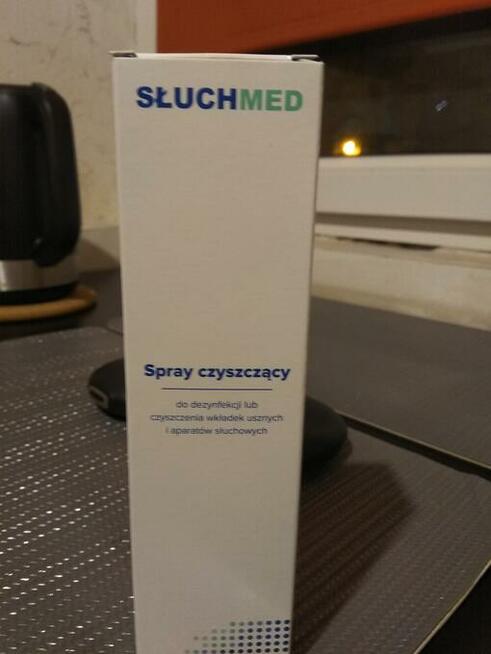 SŁUCHMED
Spray czyszczący
do dezynfekcji lub
czyszczenia wkładek usznych
i aparatów słuchowych